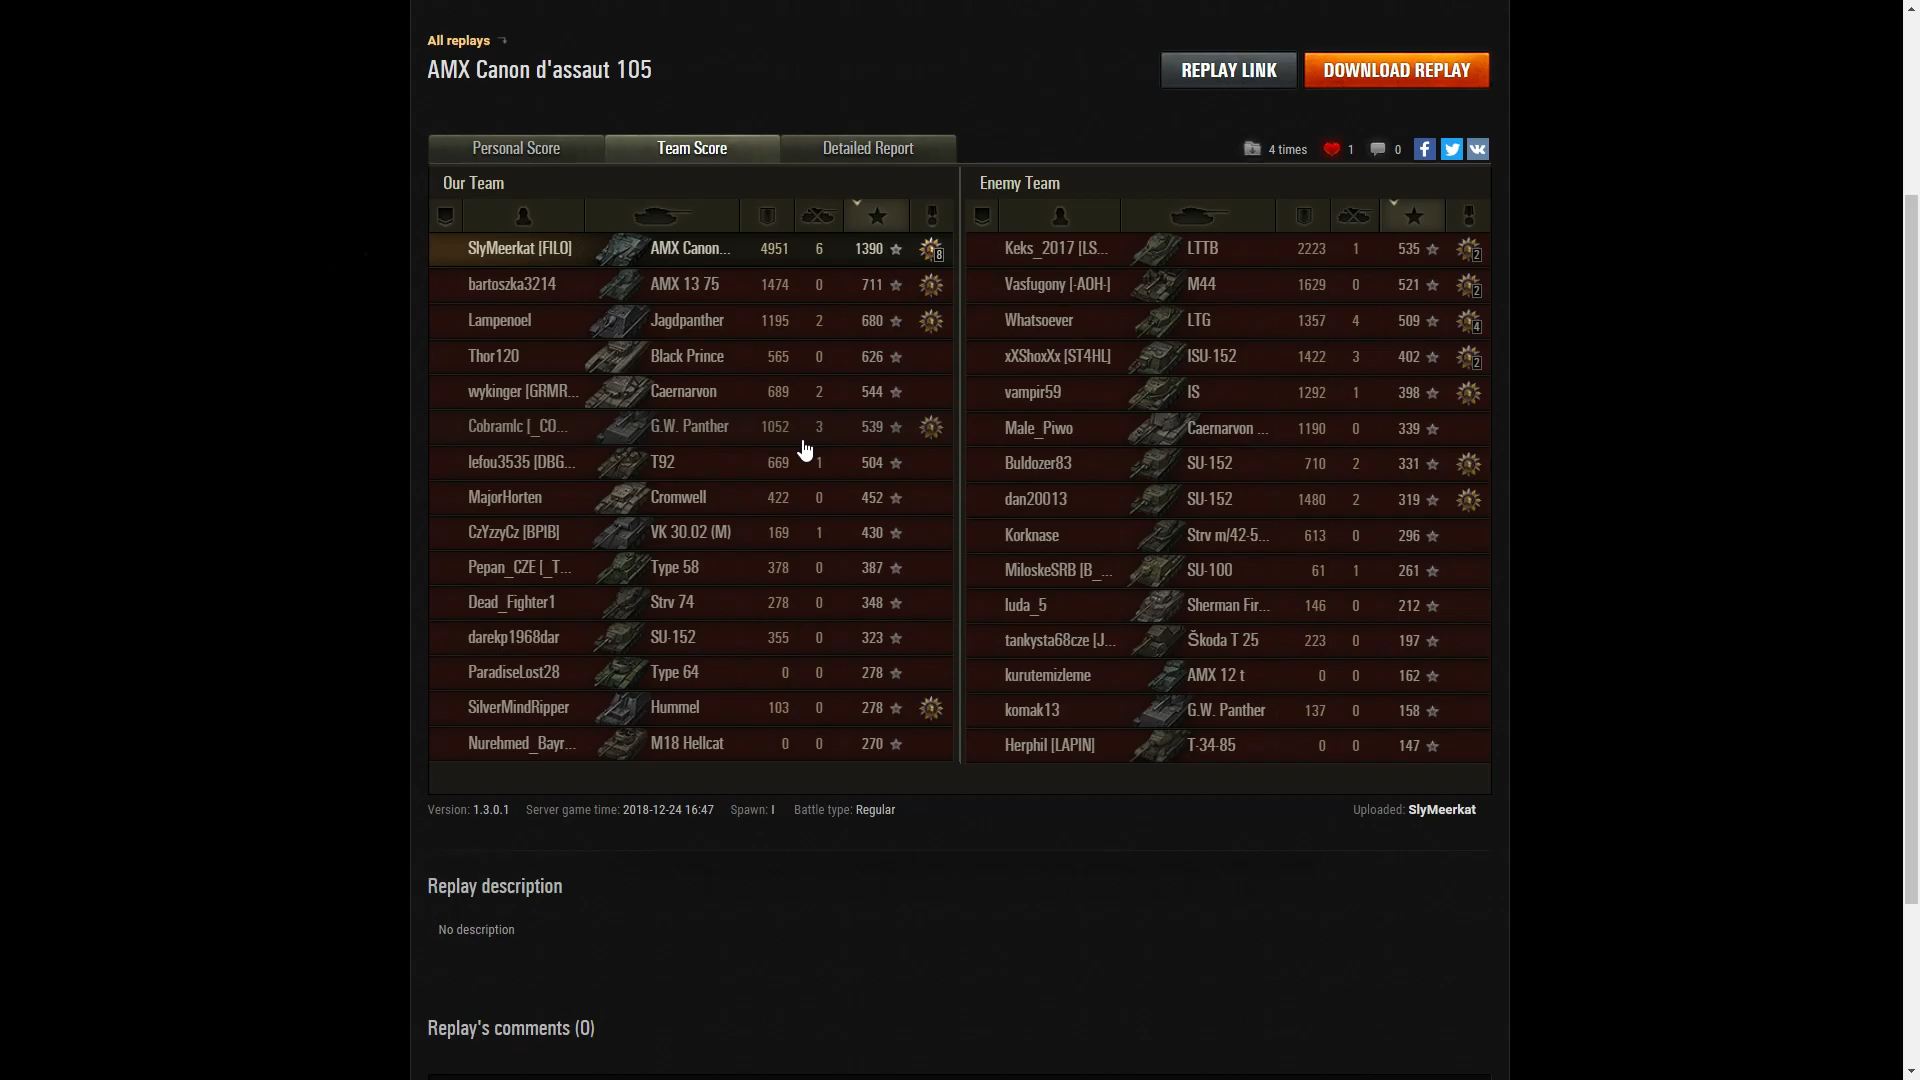 All replays
AMX Canon d'assaut 105
REPLAY LINK
DOWNLOAD REPLAY
Personal Score
Team Score
Detailed Report
4 times 1 0
Our Team
Enemy Team
SlyMeerkat [FILO] AMX Canon... 4951 6 1390 8
bartoszka3214 AMX 13 75 1474 0 711
Lampenoel Jagdpanther 1195 2 680
Thor120 Black Prince 565 0 626
wykinger [GRMR... Caernarvon 689 2 544
Cobramlc [_CO... G.W. Panther 1052 3 539
lefou3535 [DBG... T92 669 1 504
MajorHorten Cromwell 422 0 452
CzYzzyCz [BPIB] VK 30.02 (M) 169 1 430
Pepan_CZE [_T... Type 58 378 0 387
Dead_Fighter1 Strv 74 278 0 348
darekp1968dar SU-152 355 0 323
ParadiseLost28 Type 64 0 0 278
SilverMindRipper Hummel 103 0 278
Nurehmed_Bayr... M18 Hellcat 0 0 270
Keks_2017 [LS... LTTB 2223 1 535 2
Vasfugony [-AOH-] M44 1629 0 521 2
Whatsoever LTG 1357 4 509 4
xXShoxXx [ST4HL] ISU-152 1422 3 402 2
vampir59 IS 1292 1 398
Male_Piwo Caernarvon ... 1190 0 339
Buldozer83 SU-152 710 2 331
dan20013 SU-152 1480 2 319
Korknase Strv m/42-5... 613 0 296
MiloskeSRB [B_... SU-100 61 1 261
luda_5 Sherman Fir... 146 0 212
tankysta68cze [J... Škoda T 25 223 0 197
kurutemizleme AMX 12 t 0 0 162
komak13 G.W. Panther 137 0 158
Herphil [LAPIN] T-34-85 0 0 147
Version: 1.3.0.1 Server game time: 2018-12-24 16:47 Spawn: I Battle type: Regular
Uploaded: SlyMeerkat
Replay description
No description
Replay's comments (0)